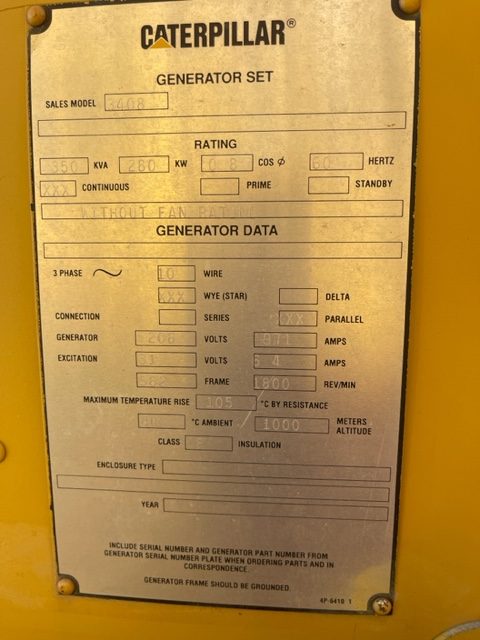 CATERPILLAR®
GENERATOR SET
SALES MODEL 3408
RATING
350 KVA 280 KW 0.8 COS Ø 60 HERTZ
XXX CONTINUOUS PRIME STANDBY
WITHOUT FAN
GENERATOR DATA
3 PHASE 10 WIRE
XXX WYE (STAR) DELTA
CONNECTION SERIES XXX PARALLEL
GENERATOR 208 VOLTS AMPS
EXCITATION VOLTS AMPS
FRAME 1800 REV/MIN
MAXIMUM TEMPERATURE RISE 105 °C BY RESISTANCE
°C AMBIENT 1000 METERS ALTITUDE
CLASS INSULATION
ENCLOSURE TYPE
YEAR
INCLUDE SERIAL NUMBER AND GENERATOR PART NUMBER FROM
GENERATOR SERIAL NUMBER PLATE WHEN ORDERING PARTS AND IN
CORRESPONDENCE.
GENERATOR FRAME SHOULD BE GROUNDED.
4P-6410 1